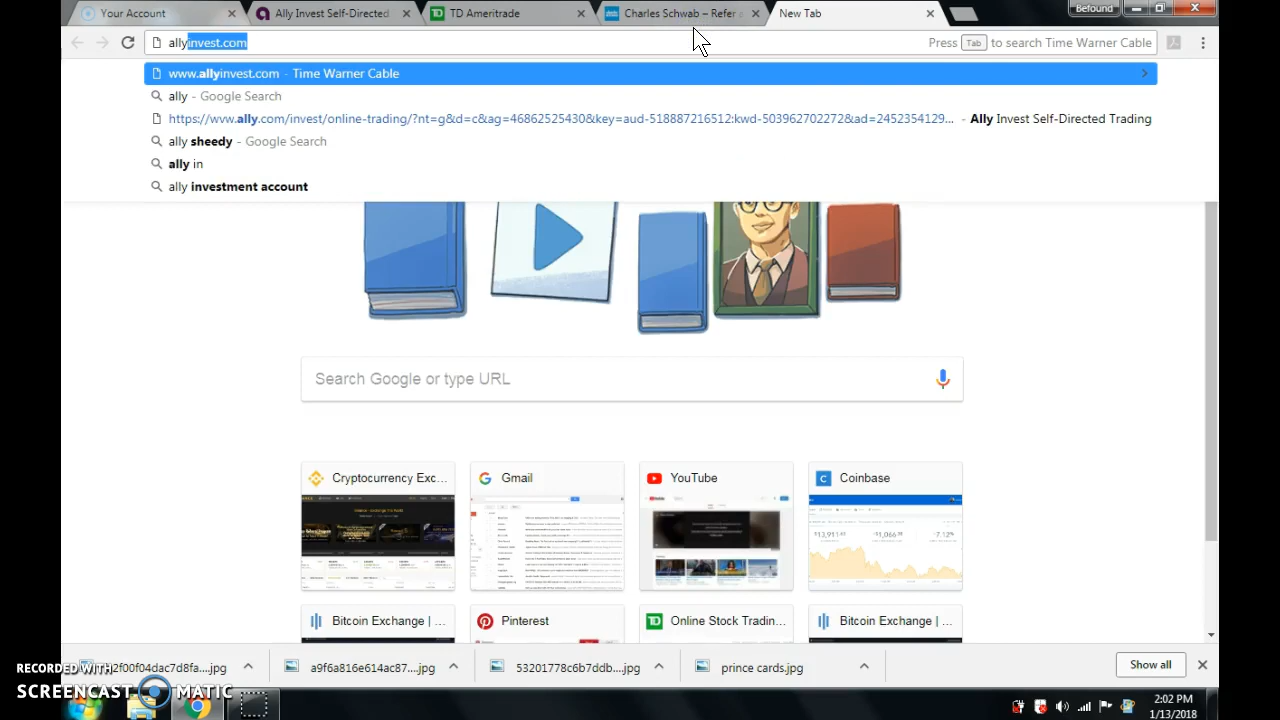 Your Account
Ally Invest Self-Directed
TD Ameritrade
Charles Schwab – Refer a
New Tab
Befound
allyinvest.com
Press Tab to search Time Warner Cable
www.allyinvest.com - Time Warner Cable
ally - Google Search
https://www.ally.com/invest/online-trading/?nt=g&d=c&ag=46862525430&key=aud-518887216512:kwd-503962702272&ad=2452354129... - Ally Invest Self-Directed Trading
ally sheedy - Google Search
ally in
ally investment account
Search Google or type URL
Cryptocurrency Exc...
Gmail
YouTube
Coinbase
Bitcoin Exchange | ...
Pinterest
Online Stock Tradin...
Bitcoin Exchange | ...
2f00f04dac7d8fa....jpg
a9f6a816e614ac87....jpg
53201778c6b7ddb....jpg
prince cards.jpg
Show all
RECORDED WITH
SCREENCAST MATIC
2:02 PM
1/13/2018